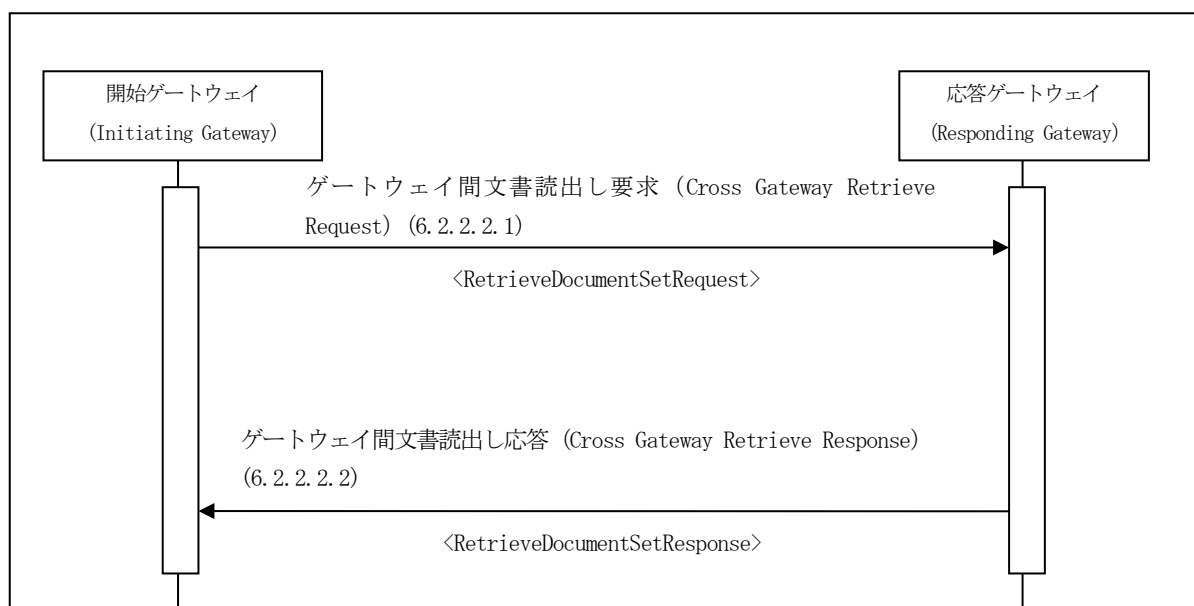 開始ゲートウェイ
(Initiating Gateway)
応答ゲートウェイ
(Responding Gateway)
ゲートウェイ間文書読出し要求 (Cross Gateway Retrieve
Request) (6.2.2.2.1)
<RetrieveDocumentSetRequest>
ゲートウェイ間文書読出し応答 (Cross Gateway Retrieve Response)
(6.2.2.2.2)
<RetrieveDocumentSetResponse>